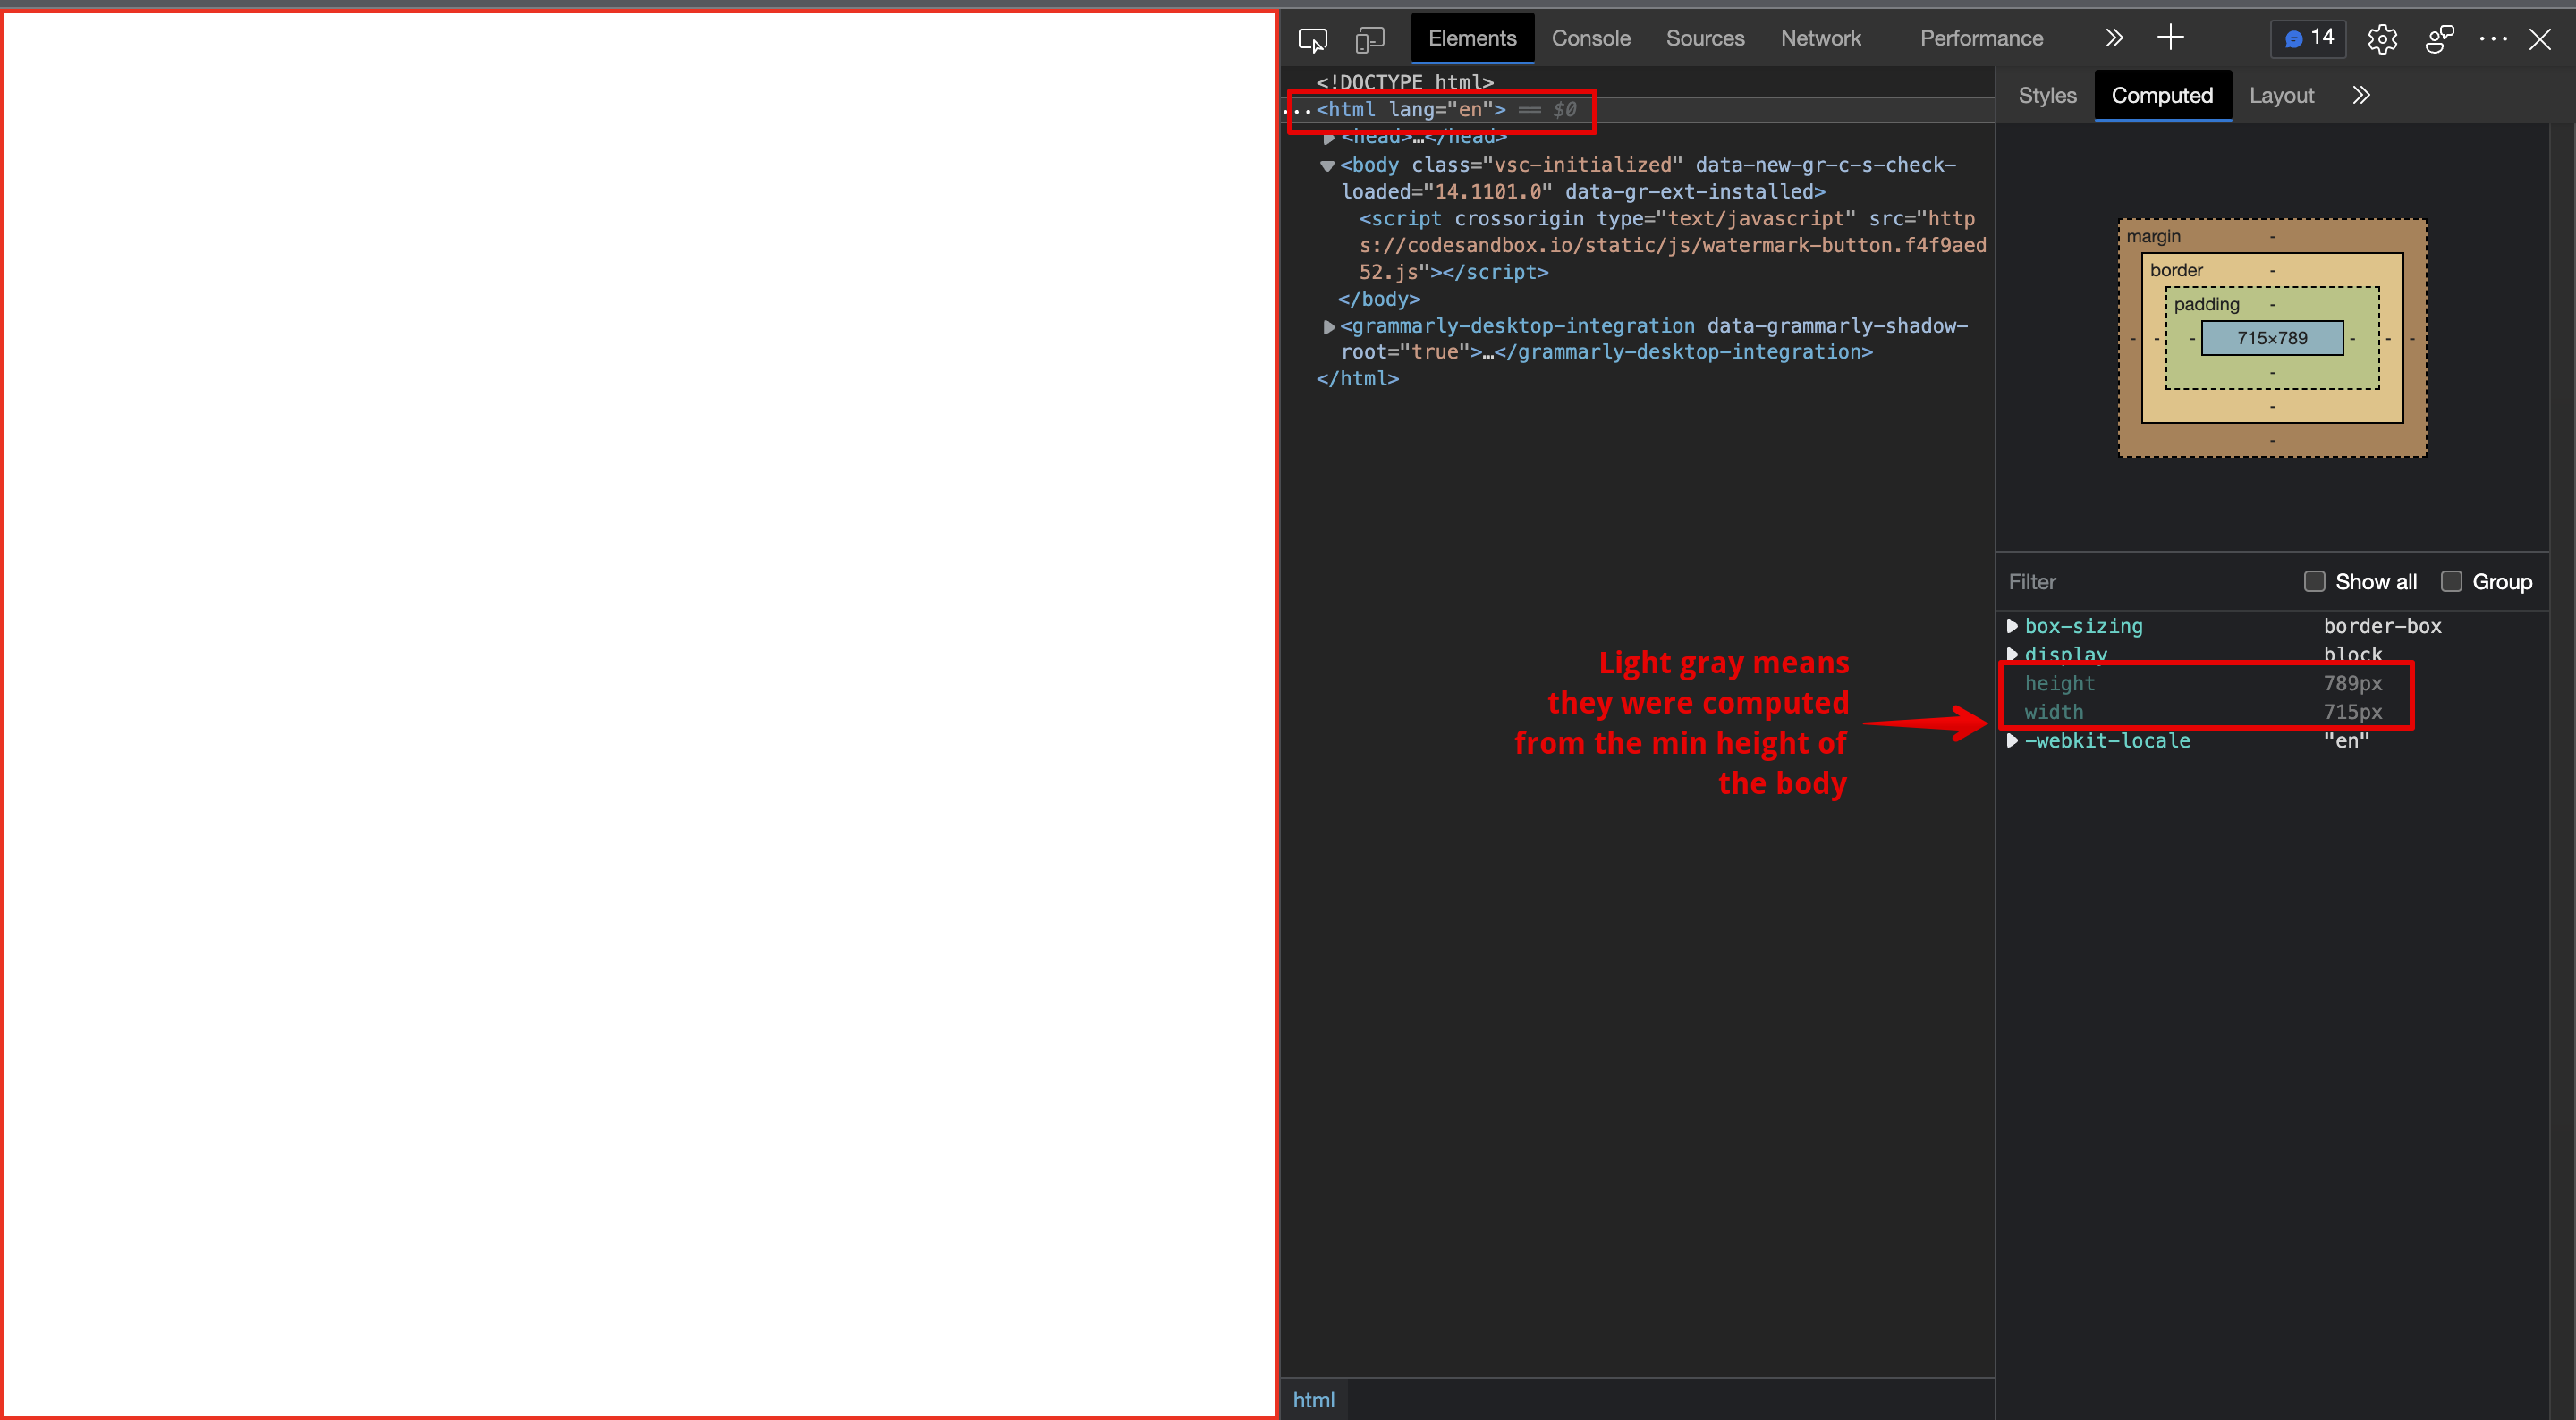 Elements Console Sources Network Performance 14
<!DOCTYPE html>
...<html lang="en"> == $0
<head>…</head>
<body class="vsc-initialized" data-new-gr-c-s-check-
loaded="14.1101.0" data-gr-ext-installed>
<script crossorigin type="text/javascript" src="http
s://codesandbox.io/static/js/watermark-button.f4f9aed
52.js"></script>
</body>
<grammarly-desktop-integration data-grammarly-shadow-
root="true">…</grammarly-desktop-integration>
</html>
Light gray means
they were computed
from the min height of
the body
html
Styles Computed Layout
margin -
border -
padding -
- - - 715×789 - - -
-
-
-
Filter Show all Group
box-sizing border-box
display block
height 789px
width 715px
-webkit-locale "en"